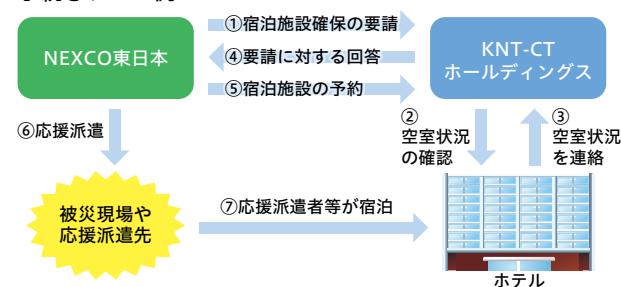 ①宿泊施設確保の要請
NEXCO東日本
④要請に対する回答
KNT-CT
ホールディングス
⑤宿泊施設の予約
⑥応援派遣
②
空室状況
の確認
③
空室状況
を連絡
被災現場や
応援派遣先
⑦応援派遣者等が宿泊
ホテル